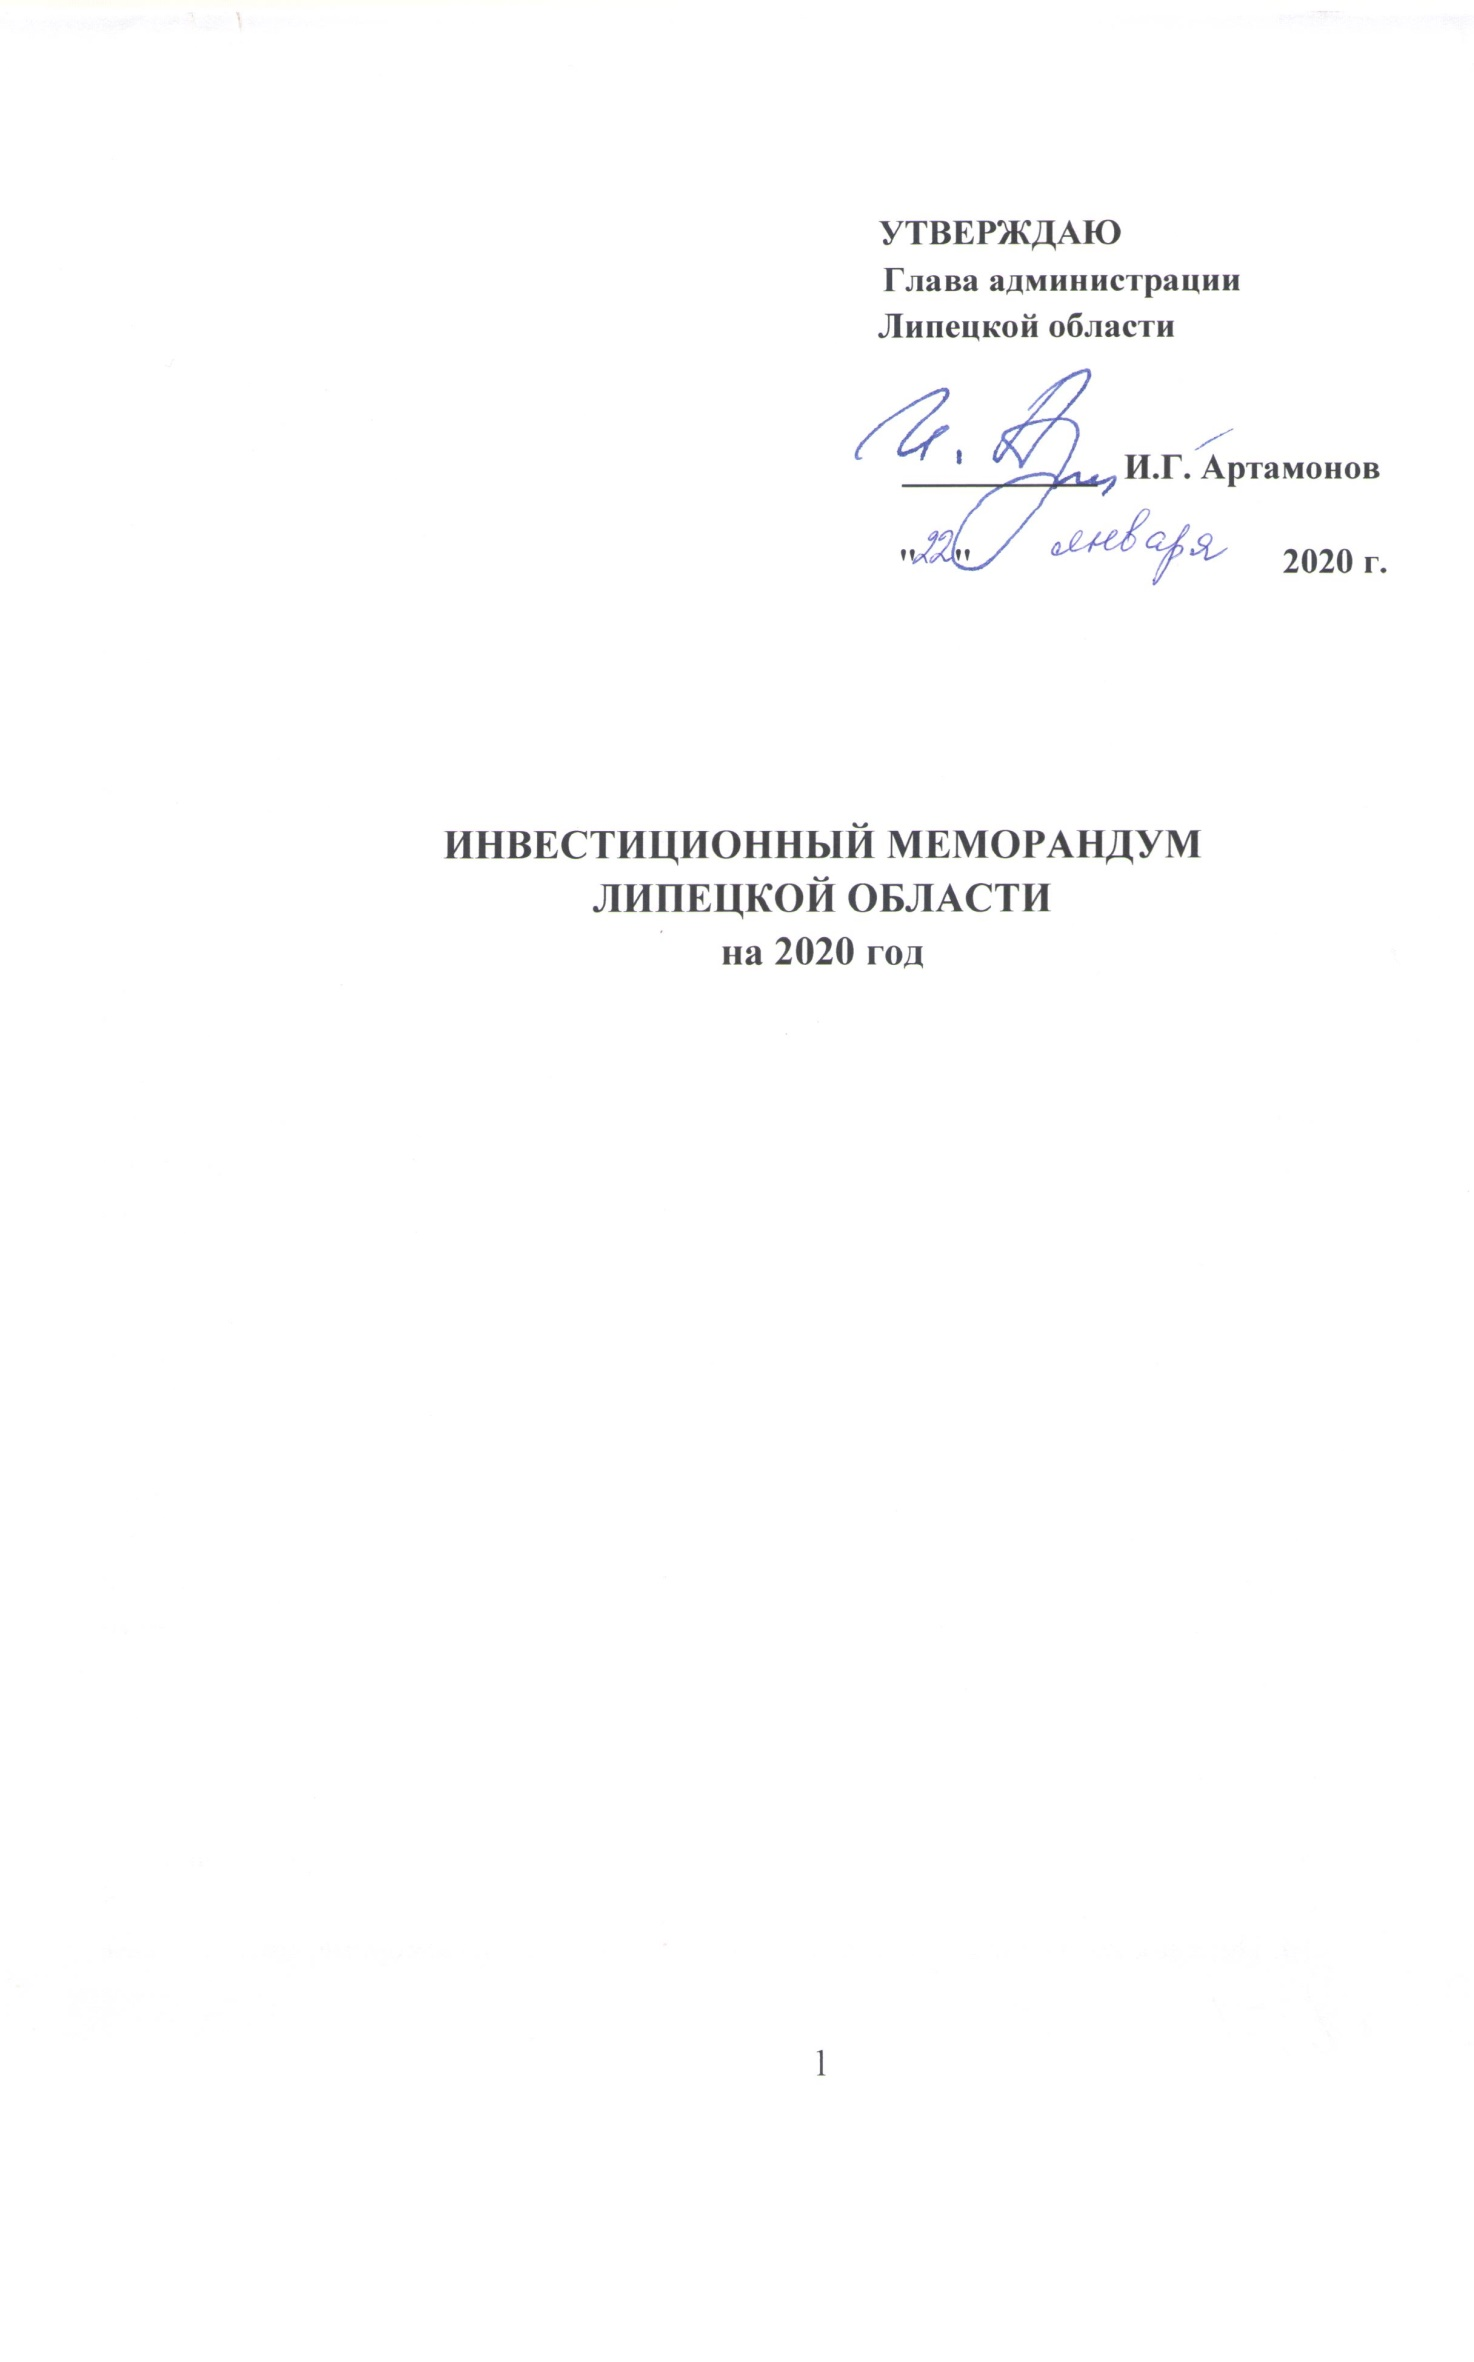 УТВЕРЖДАЮ
Глава администрации
Липецкой области
И.Г. Артамонов
"22" января 2020 г.
ИНВЕСТИЦИОННЫЙ МЕМОРАНДУМ
ЛИПЕЦКОЙ ОБЛАСТИ
на 2020 год
1